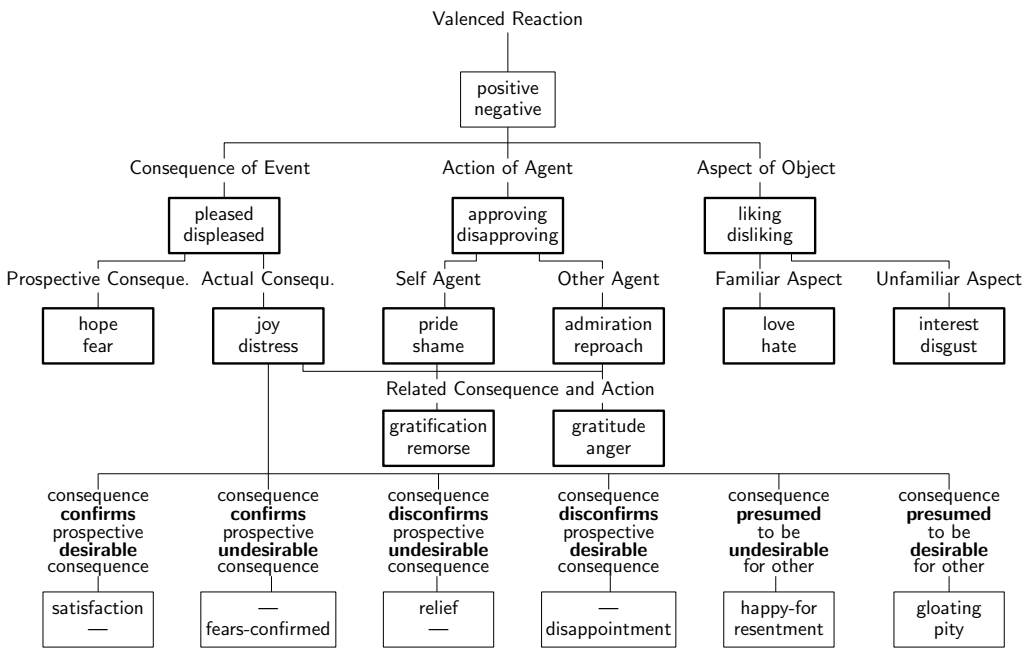 Valenced Reaction
positive
negative
Consequence of Event
Action of Agent
Aspect of Object
pleased
displeased
approving
disapproving
liking
disliking
Prospective Conseque.
Actual Consequ.
Self Agent
Other Agent
Familiar Aspect
Unfamiliar Aspect
hope
fear
joy
distress
pride
shame
admiration
reproach
love
hate
interest
disgust
Related Consequence and Action
gratification
remorse
gratitude
anger
consequence
confirms
prospective
desirable
consequence
consequence
confirms
prospective
undesirable
consequence
consequence
disconfirms
prospective
undesirable
consequence
consequence
disconfirms
prospective
desirable
consequence
consequence
presumed
to be
undesirable
for other
consequence
presumed
to be
desirable
for other
satisfaction
—
—
fears-confirmed
relief
—
—
disappointment
happy-for
resentment
gloating
pity